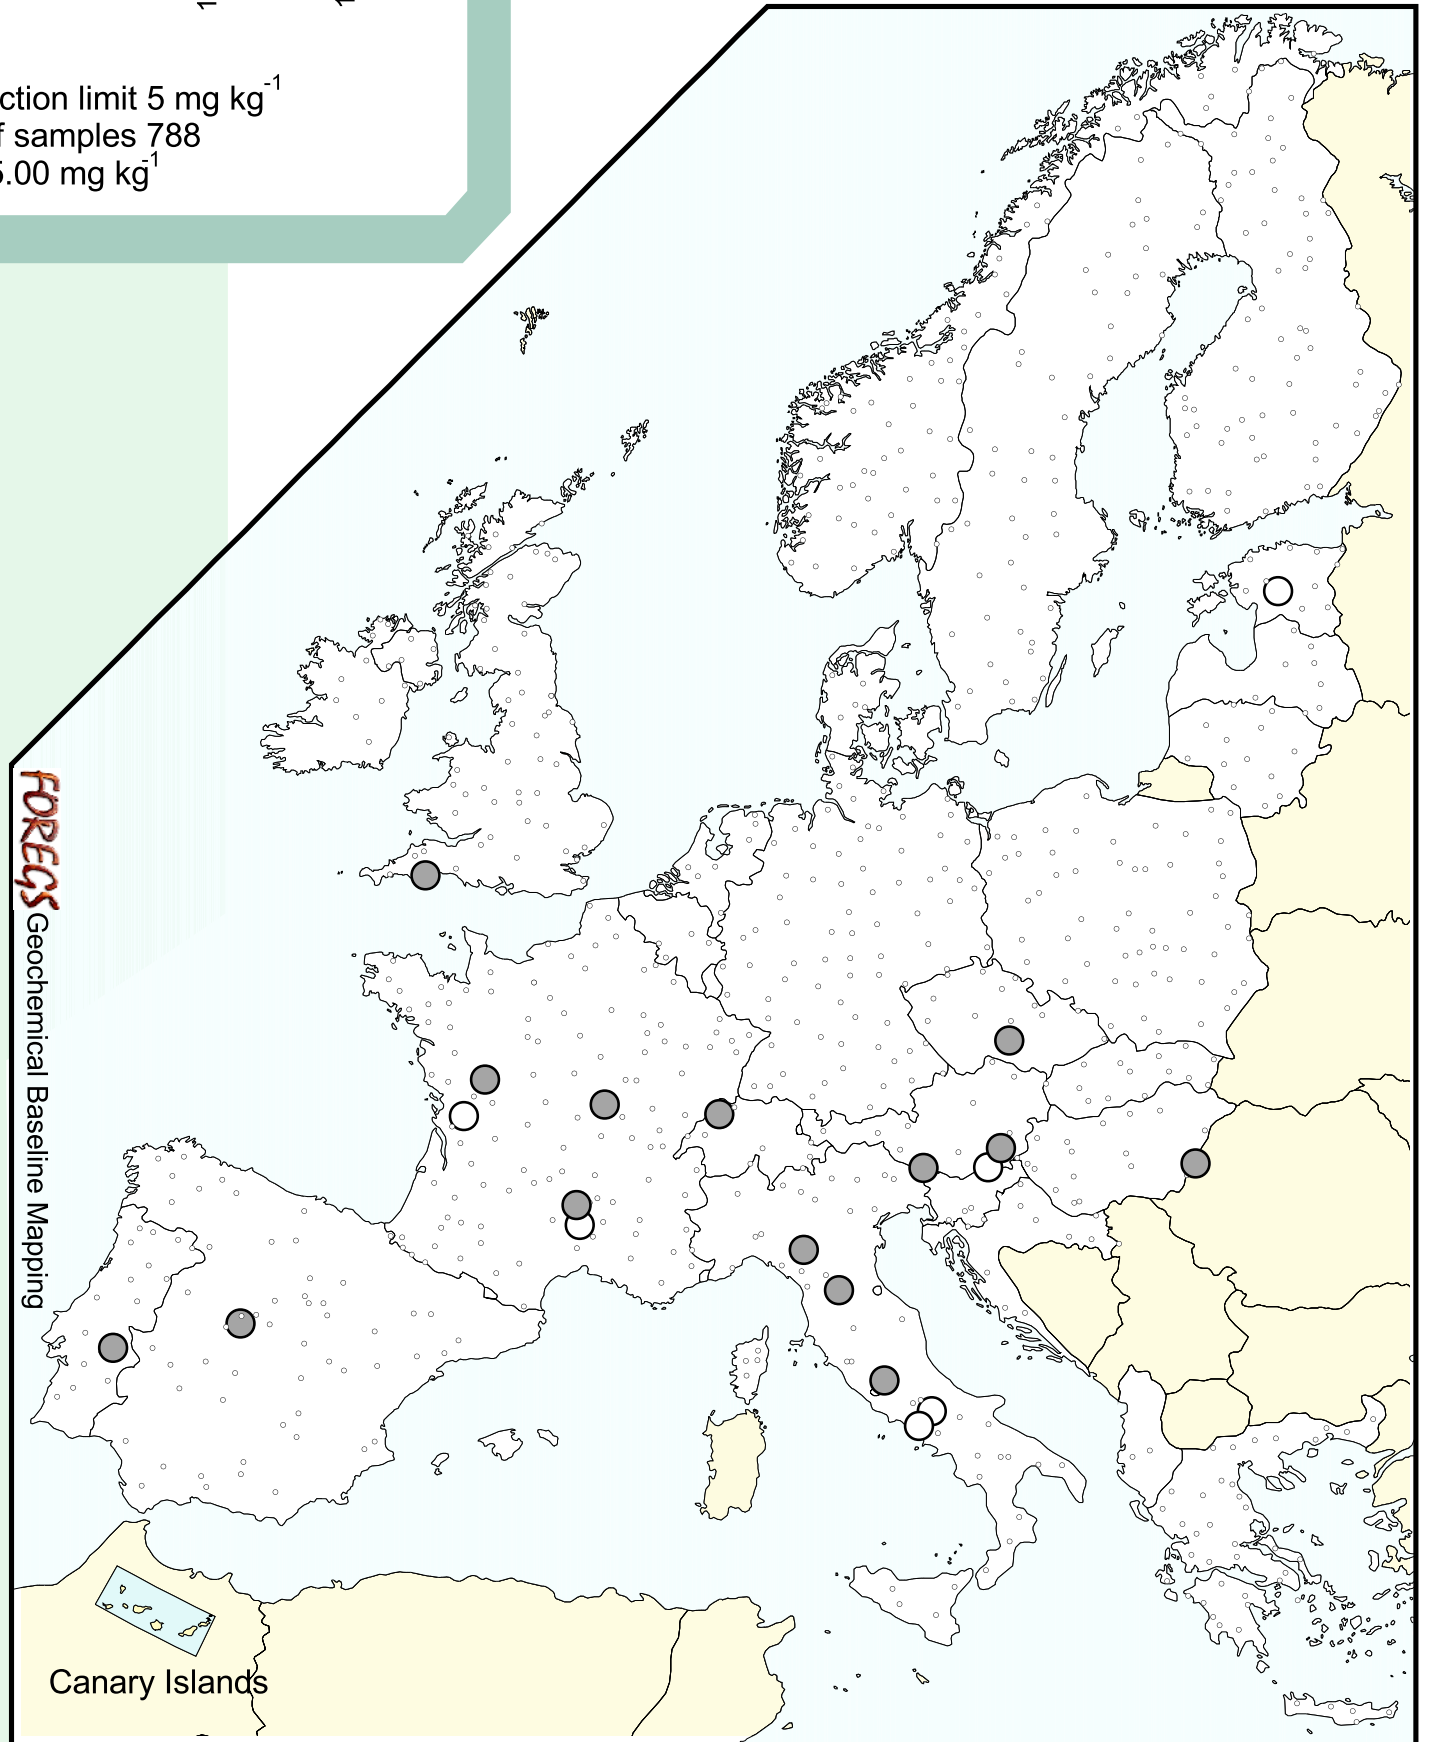 ction limit 5 mg kg-1
f samples 788
5.00 mg kg-1
FOREGS Geochemical Baseline Mapping
Canary Islands